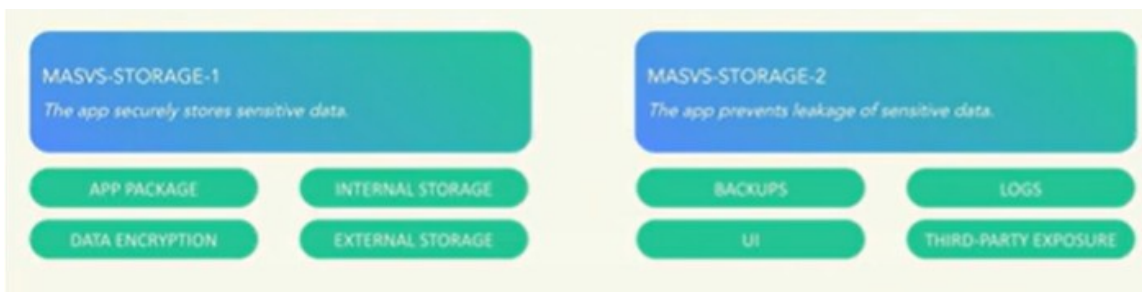 MASVS-STORAGE-1
The app securely stores sensitive data.
APP PACKAGE
INTERNAL STORAGE
DATA ENCRYPTION
EXTERNAL STORAGE
MASVS-STORAGE-2
The app prevents leakage of sensitive data.
BACKUPS
LOGS
UI
THIRD-PARTY EXPOSURE